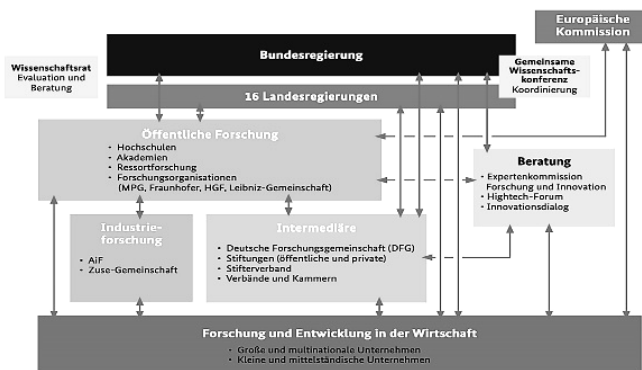 Europäische
Kommission
Bundesregierung
Wissenschaftsrat
Evaluation und
Beratung
Gemeinsame
Wissenschafts-
konferenz
Koordinierung
16 Landesregierungen
Öffentliche Forschung
• Hochschulen
• Akademien
• Ressortforschung
• Forschungsorganisationen
(MPG, Fraunhofer, HGF, Leibniz-Gemeinschaft)
Beratung
• Expertenkommission
Forschung und Innovation
• Hightech-Forum
• Innovationsdialog
Industrie-
forschung
• AiF
• Zuse-Gemeinschaft
Intermediäre
• Deutsche Forschungsgemeinschaft (DFG)
• Stiftungen (öffentliche und private)
• Stifterverband
• Verbände und Kammern
Forschung und Entwicklung in der Wirtschaft
• Große und multinationale Unternehmen
• Kleine und mittelständische Unternehmen